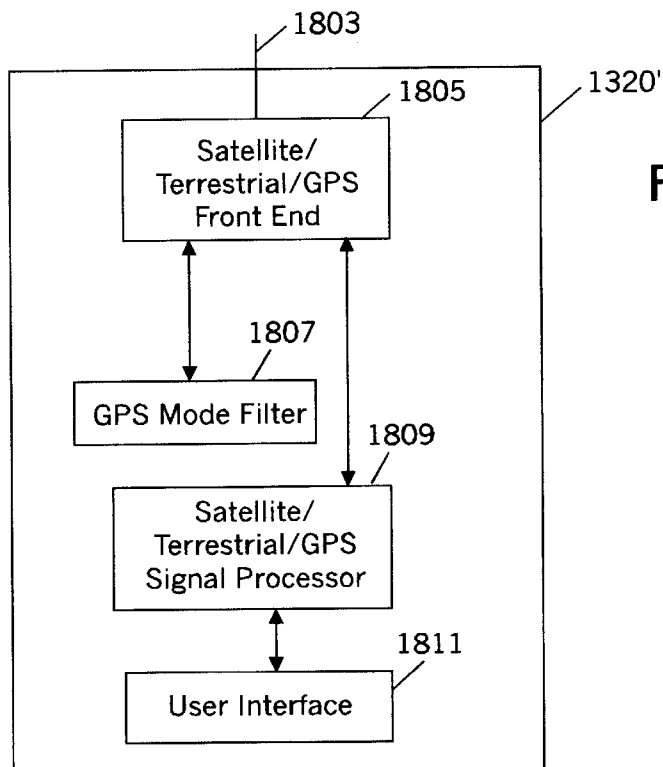 1803
1805
1320'
Satellite/
Terrestrial/GPS
Front End
F
1807
GPS Mode Filter
1809
Satellite/
Terrestrial/GPS
Signal Processor
1811
User Interface